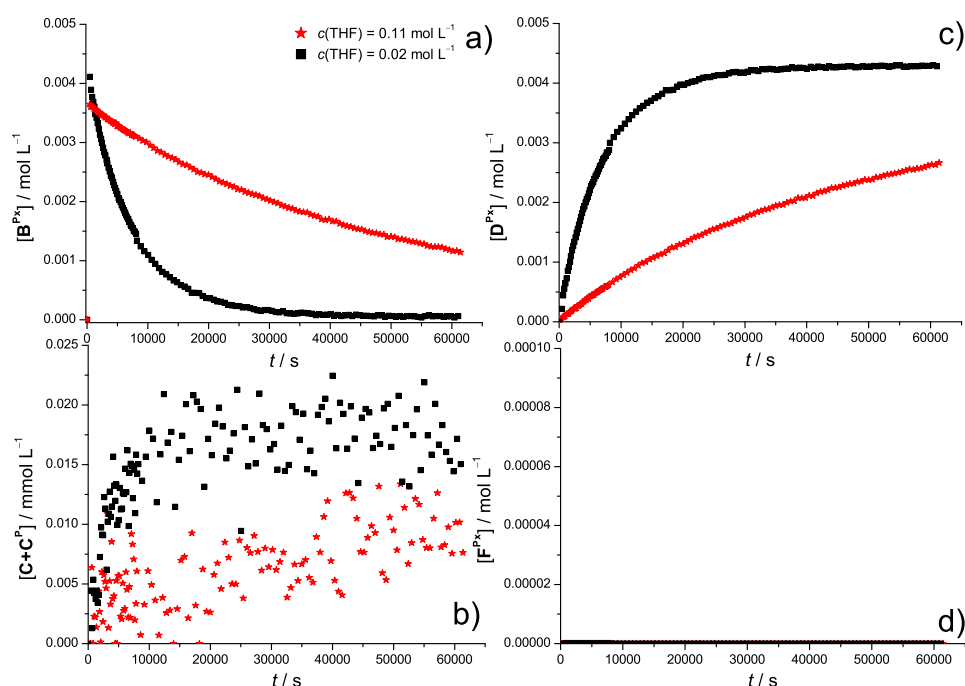 a)
★ c(THF) = 0.11 mol L⁻¹
■ c(THF) = 0.02 mol L⁻¹
[B^Px] / mol L⁻¹
0.005
0.004
0.003
0.002
0.001
0.000
0 10000 20000 30000 40000 50000 60000
t / s
c)
[D^Px] / mol L⁻¹
0.005
0.004
0.003
0.002
0.001
0.000
0 10000 20000 30000 40000 50000 60000
t / s
b)
[C+C^P] / mmol L⁻¹
0.025
0.020
0.015
0.010
0.005
0.000
0 10000 20000 30000 40000 50000 60000
t / s
d)
[F^Px] / mol L⁻¹
0.00010
0.00008
0.00006
0.00004
0.00002
0.00000
0 10000 20000 30000 40000 50000 60000
t / s